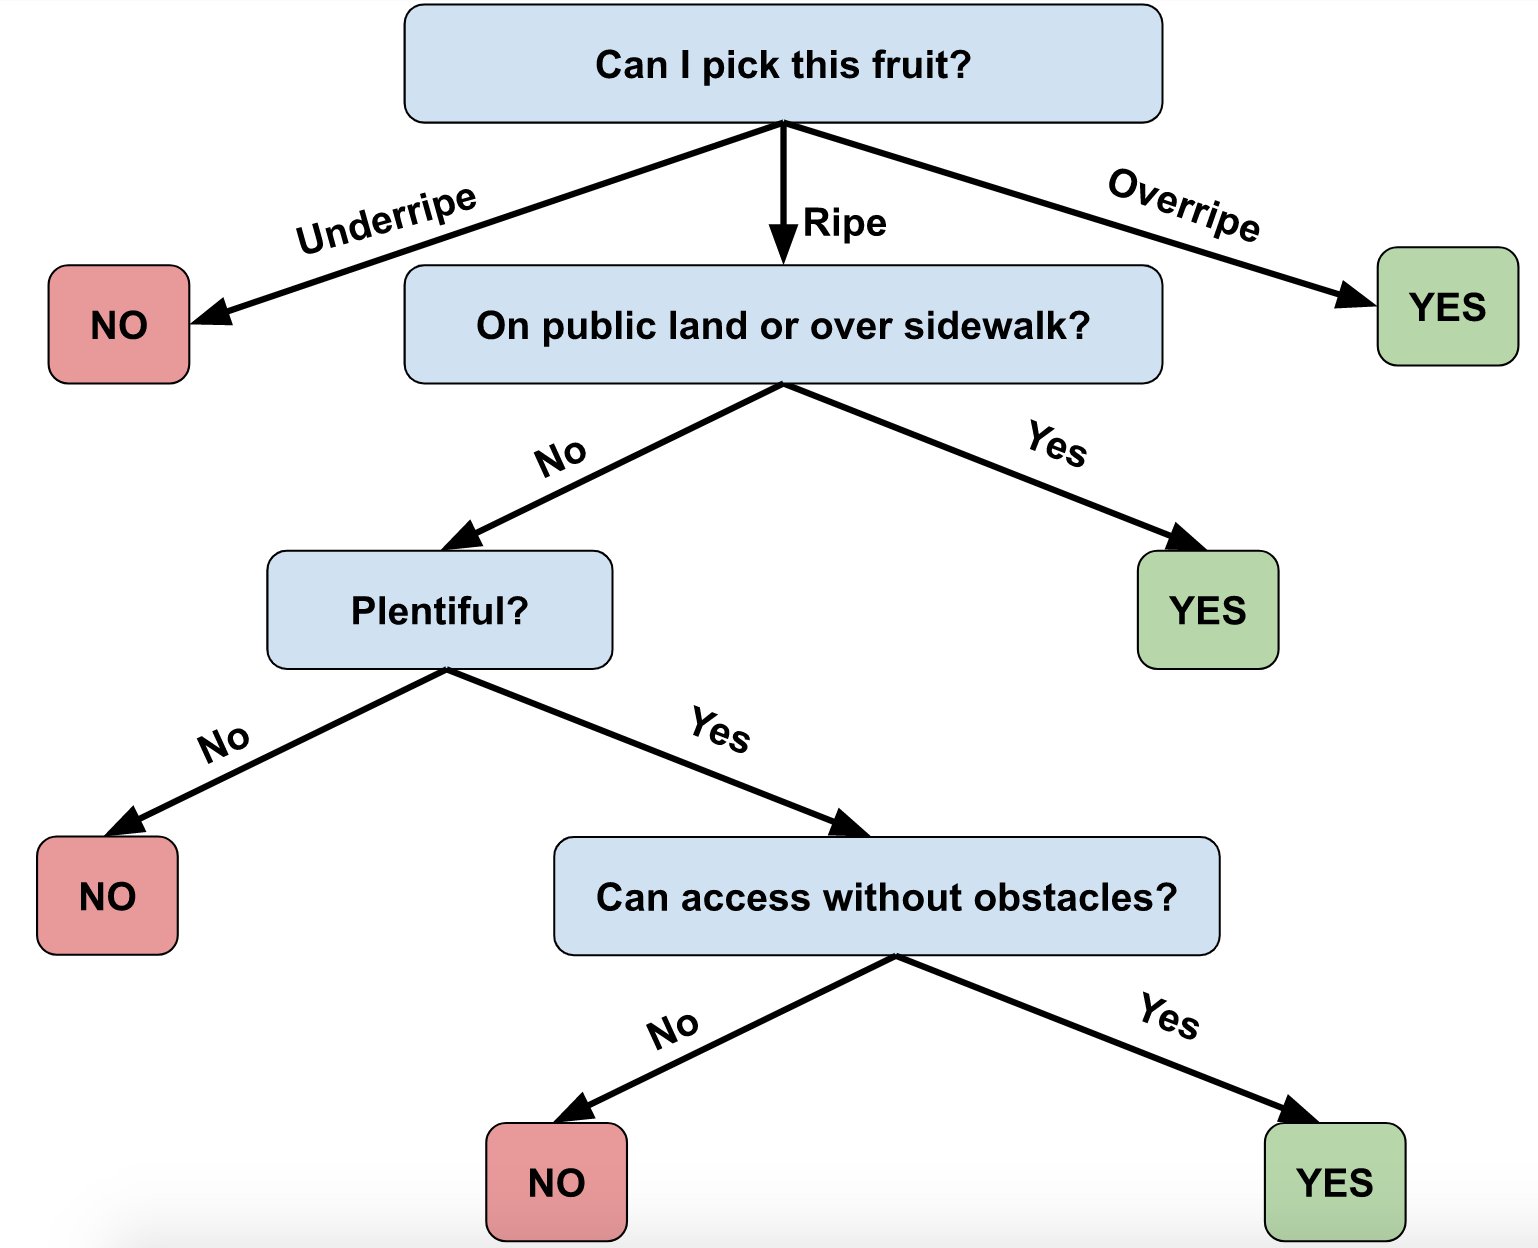 Can I pick this fruit?
Underripe
Ripe
Overripe
NO
On public land or over sidewalk?
YES
No
Yes
Plentiful?
YES
No
Yes
NO
Can access without obstacles?
No
Yes
NO
YES